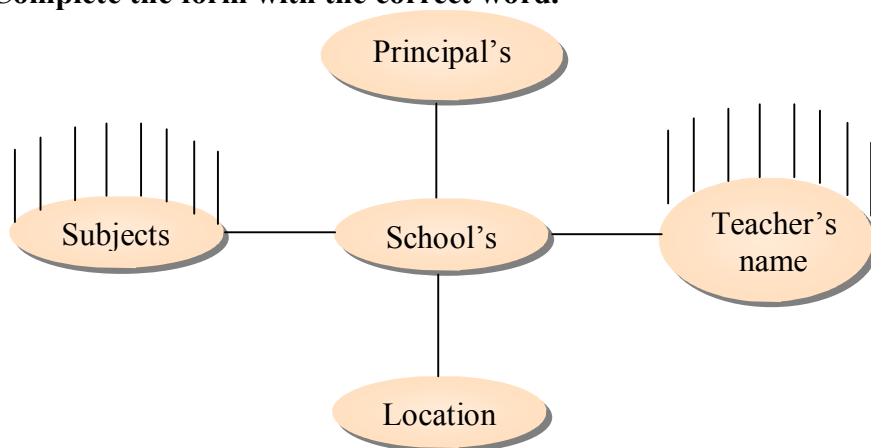 Complete the form with the correct word.
Principal’s
Subjects
School’s
Teacher’s
name
Location